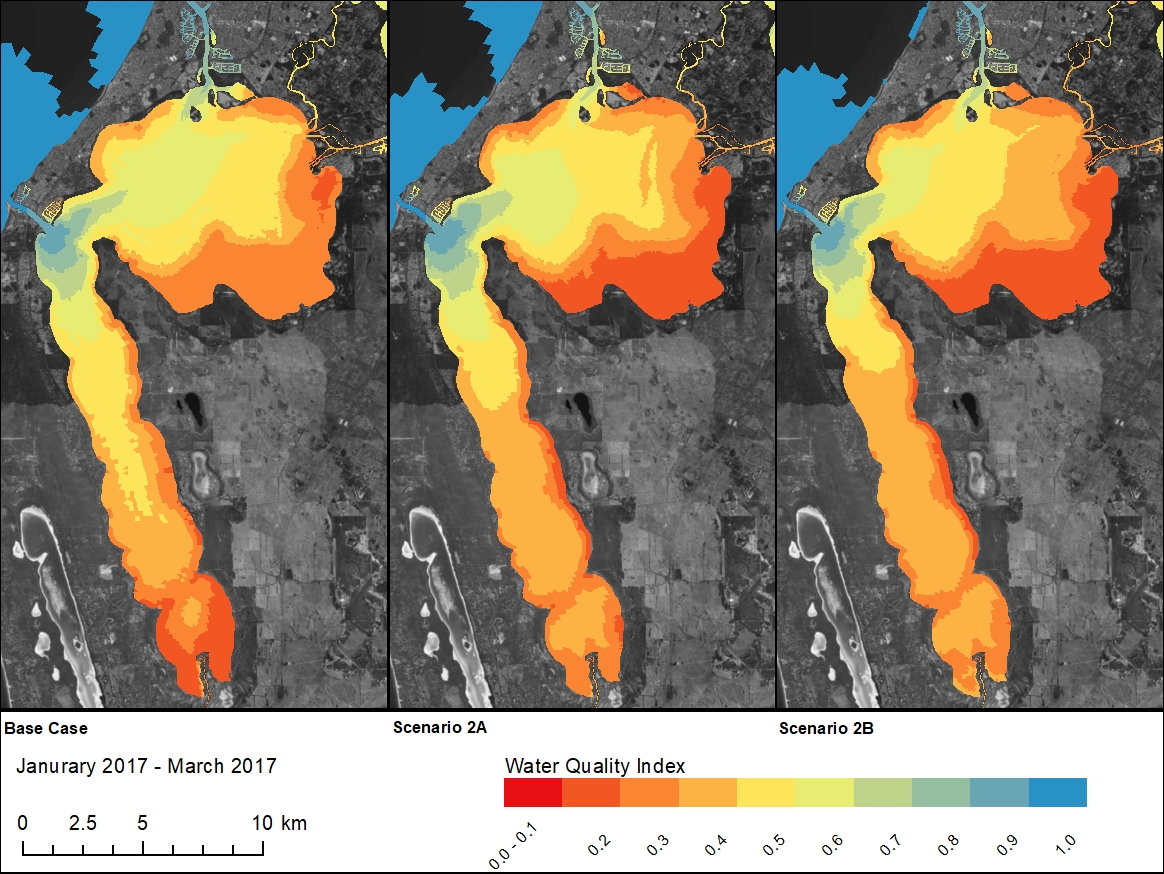 Base Case
Scenario 2A
Scenario 2B
Janurary 2017 - March 2017
Water Quality Index
0 2.5 5 10 km
0.0 - 0.1 0.2 0.3 0.4 0.5 0.6 0.7 0.8 0.9 1.0